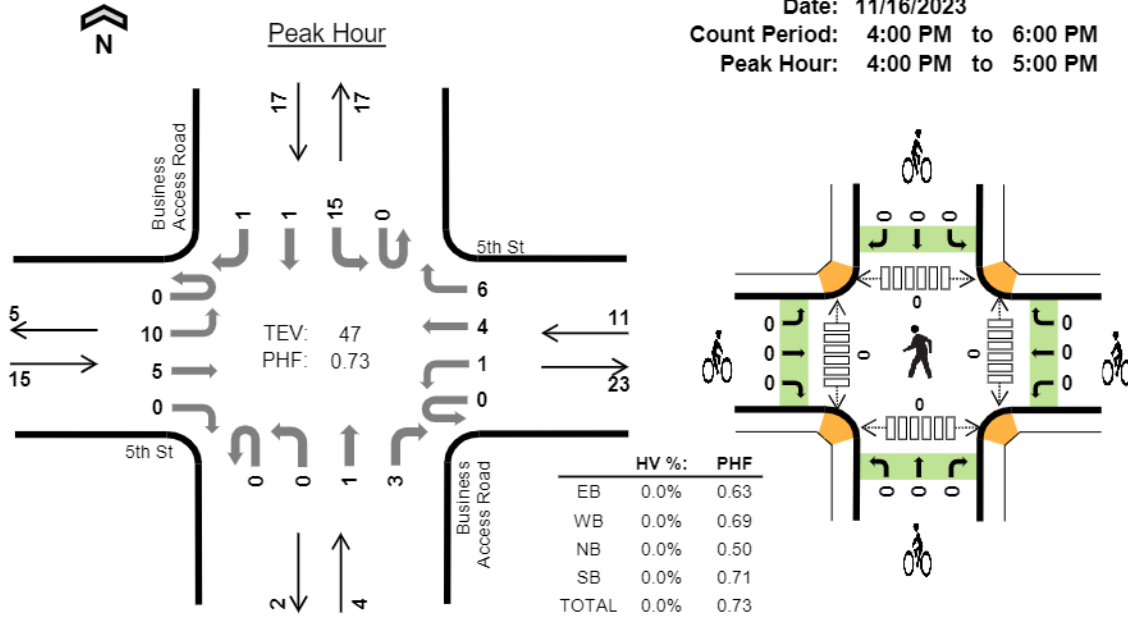 Date: 11/16/2023
Count Period: 4:00 PM to 6:00 PM
Peak Hour: 4:00 PM to 5:00 PM
N
Peak Hour
17
17
Business
Access Road
1
1
15
0
5th St
0
10
5
0
6
4
1
0
5
15
11
23
TEV: 47
PHF: 0.73
5th St
0
0
1
3
Business
Access Road
2
4
HV %: PHF
EB 0.0% 0.63
WB 0.0% 0.69
NB 0.0% 0.50
SB 0.0% 0.71
TOTAL 0.0% 0.73
0 0 0
0
0
0
0
0
0
0
0
0
0
0
0 0 0